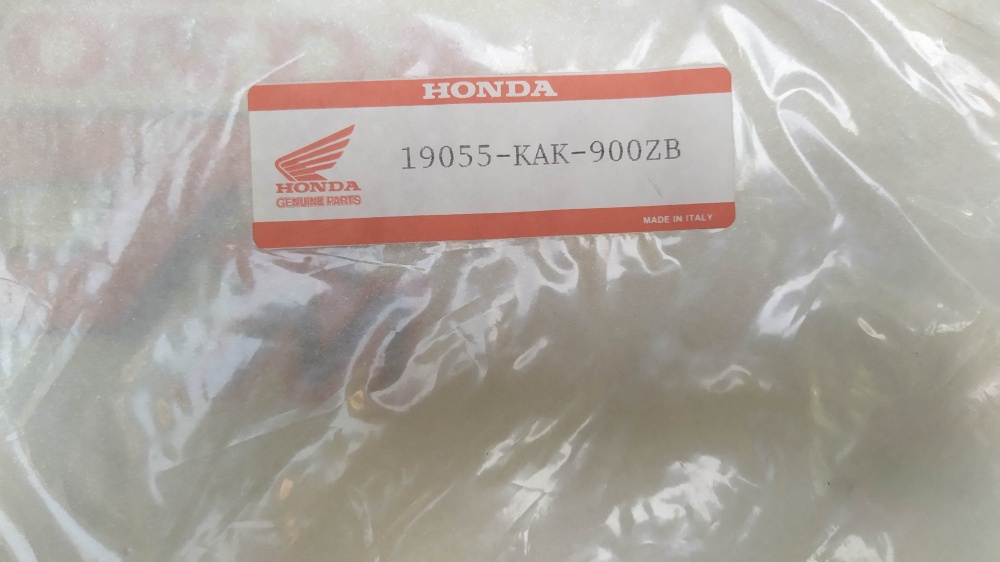 HONDA
19055-KAK-900ZB
HONDA
GENUINE PARTS
MADE IN ITALY